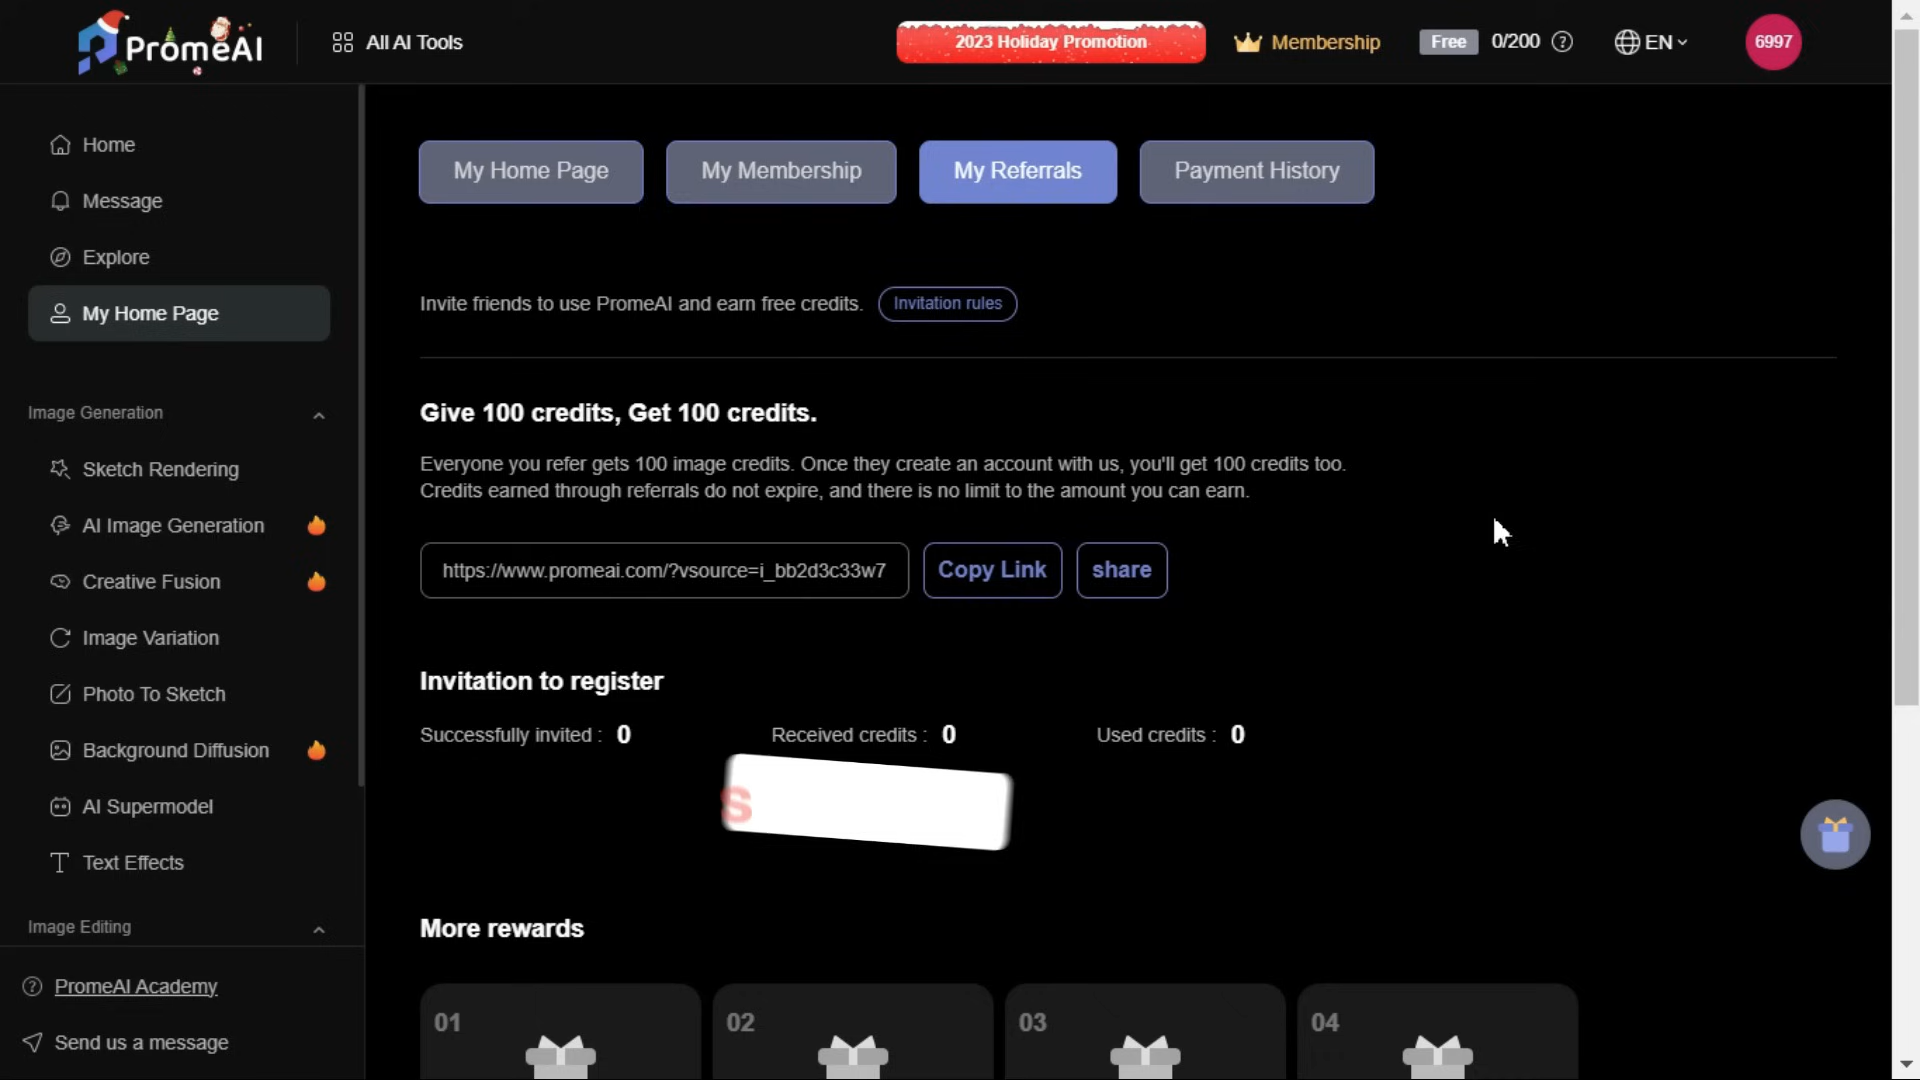 PromeAI
All AI Tools
2023 Holiday Promotion
Membership
Free
0/200
?
EN
6997
Home
Message
Explore
My Home Page
Image Generation
Sketch Rendering
AI Image Generation
Creative Fusion
Image Variation
Photo To Sketch
Background Diffusion
AI Supermodel
Text Effects
Image Editing
PromeAI Academy
Send us a message
My Home Page
My Membership
My Referrals
Payment History
Invite friends to use PromeAI and earn free credits.
Invitation rules
Give 100 credits, Get 100 credits.
Everyone you refer gets 100 image credits. Once they create an account with us, you'll get 100 credits too.
Credits earned through referrals do not expire, and there is no limit to the amount you can earn.
https://www.promeai.com/?vsource=i_bb2d3c33w7
Copy Link
share
Invitation to register
Successfully invited : 0
Received credits : 0
Used credits : 0
S
More rewards
01
02
03
04